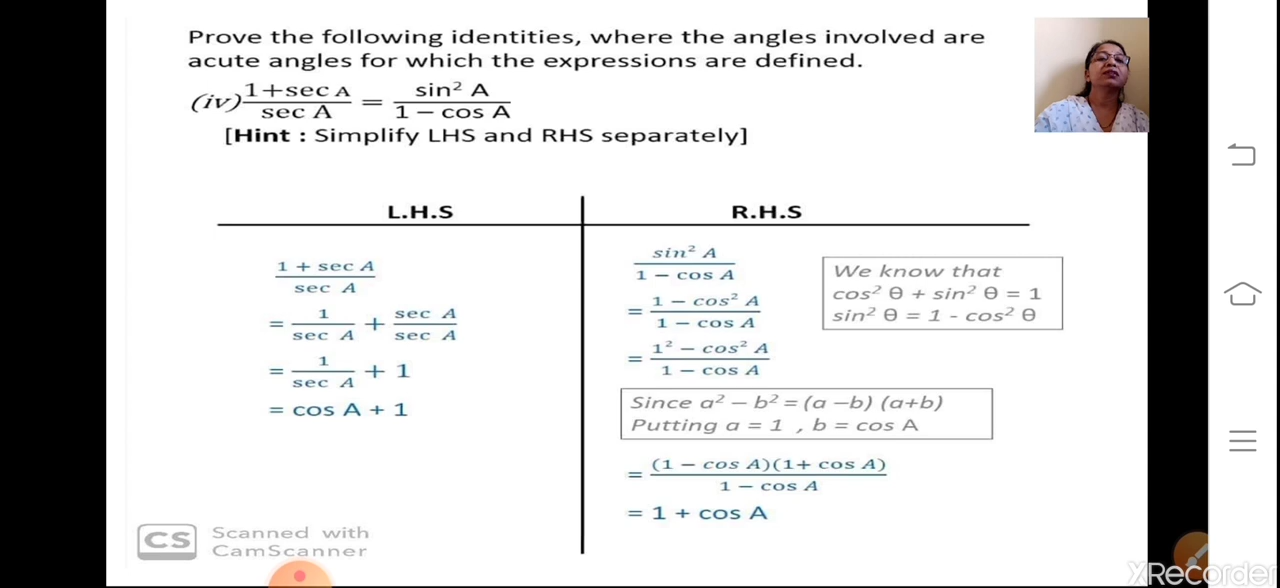 Prove the following identities, where the angles involved are
acute angles for which the expressions are defined.
(iv) (1+sec A)/(sec A) = (sin² A)/(1 − cos A)
[Hint : Simplify LHS and RHS separately]
L.H.S
(1 + sec A)/(sec A)
= 1/(sec A) + (sec A)/(sec A)
= 1/(sec A) + 1
= cos A + 1
R.H.S
(sin² A)/(1 − cos A)
= (1 − cos² A)/(1 − cos A)
= (1² − cos² A)/(1 − cos A)
We know that
cos² θ + sin² θ = 1
sin² θ = 1 - cos² θ
Since a² − b² = (a −b) (a+b)
Putting a = 1 , b = cos A
= ((1 − cos A)(1+ cos A))/(1 − cos A)
= 1 + cos A
CS
Scanned with
CamScanner
XRecorder